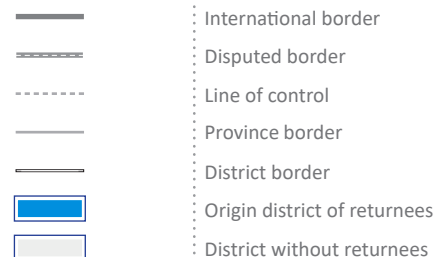 International border
Disputed border
Line of control
Province border
District border
Origin district of returnees
District without returnees